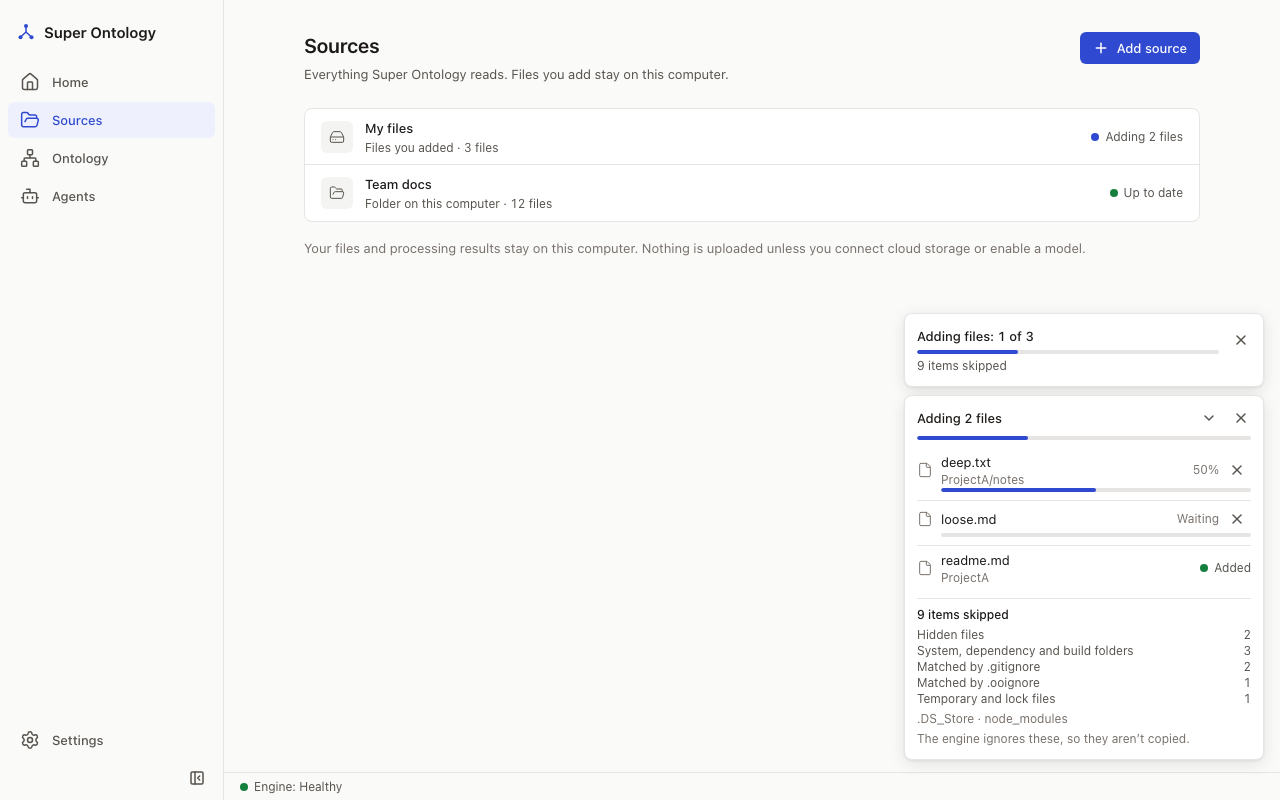 Super Ontology
Home
Sources
Ontology
Agents
Settings
Sources
Everything Super Ontology reads. Files you add stay on this computer.
Add source
My files
Files you added · 3 files
Adding 2 files
Team docs
Folder on this computer · 12 files
Up to date
Your files and processing results stay on this computer. Nothing is uploaded unless you connect cloud storage or enable a model.
Adding files: 1 of 3
9 items skipped
Adding 2 files
deep.txt
ProjectA/notes
50%
loose.md
Waiting
readme.md
ProjectA
Added
9 items skipped
Hidden files 2
System, dependency and build folders 3
Matched by .gitignore 2
Matched by .ooignore 1
Temporary and lock files 1
.DS_Store · node_modules
The engine ignores these, so they aren't copied.
Engine: Healthy